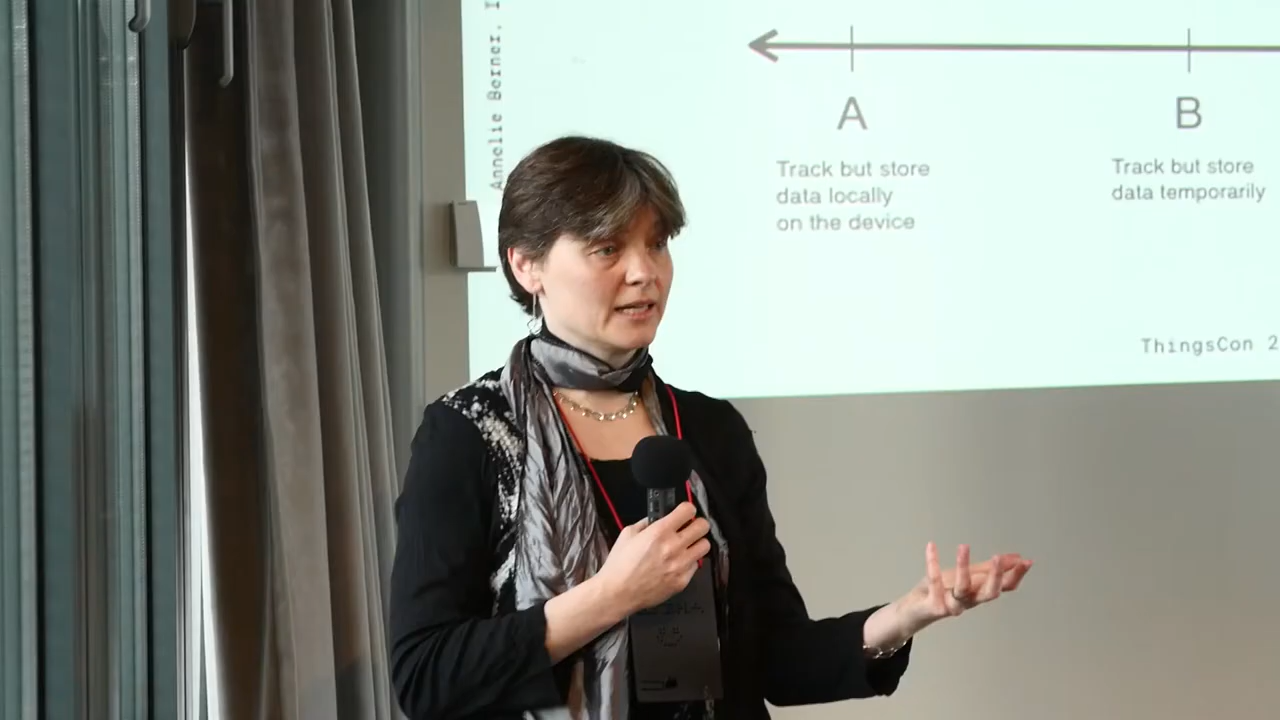 Annelie Berner,
A
B
Track but store
data locally
on the device
Track but store
data temporarily
ThingsCon 2